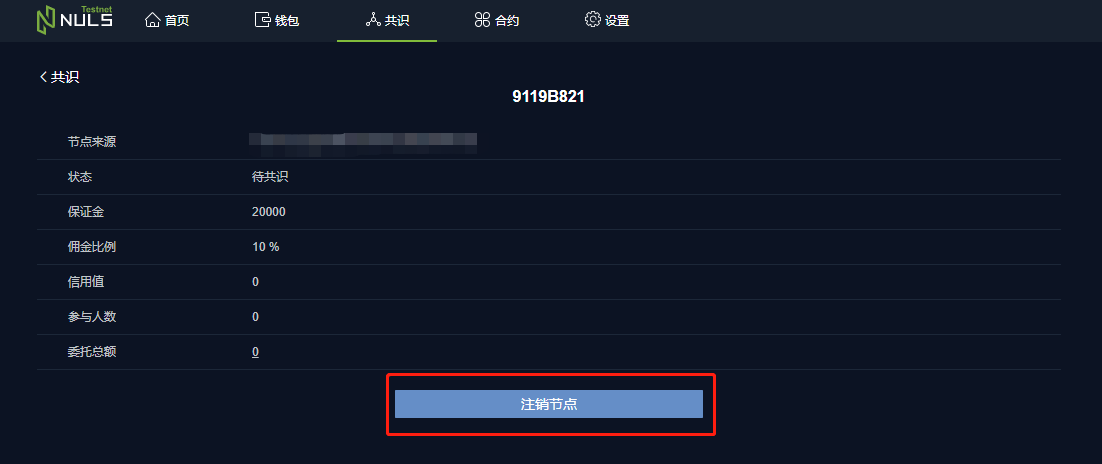 Testnet
NULS 首页 钱包 共识 合约 设置
共识
9119B821
节点来源
状态 待共识
保证金 20000
佣金比例 10 %
信用值 0
参与人数 0
委托总额 0
注销节点